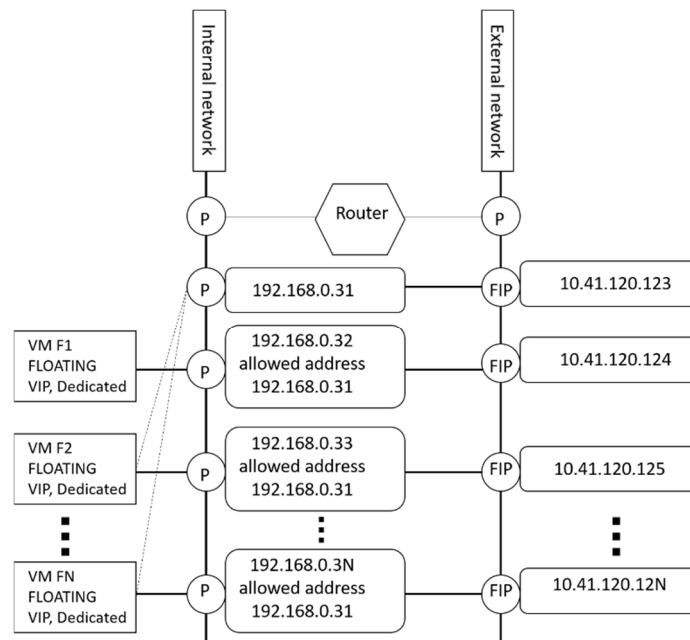 Internal network
External network
P
Router
P
P
192.168.0.31
FIP
10.41.120.123
VM F1
FLOATING
VIP, Dedicated
P
192.168.0.32
allowed address
192.168.0.31
FIP
10.41.120.124
VM F2
FLOATING
VIP, Dedicated
P
192.168.0.33
allowed address
192.168.0.31
FIP
10.41.120.125
VM FN
FLOATING
VIP, Dedicated
P
192.168.0.3N
allowed address
192.168.0.31
FIP
10.41.120.12N